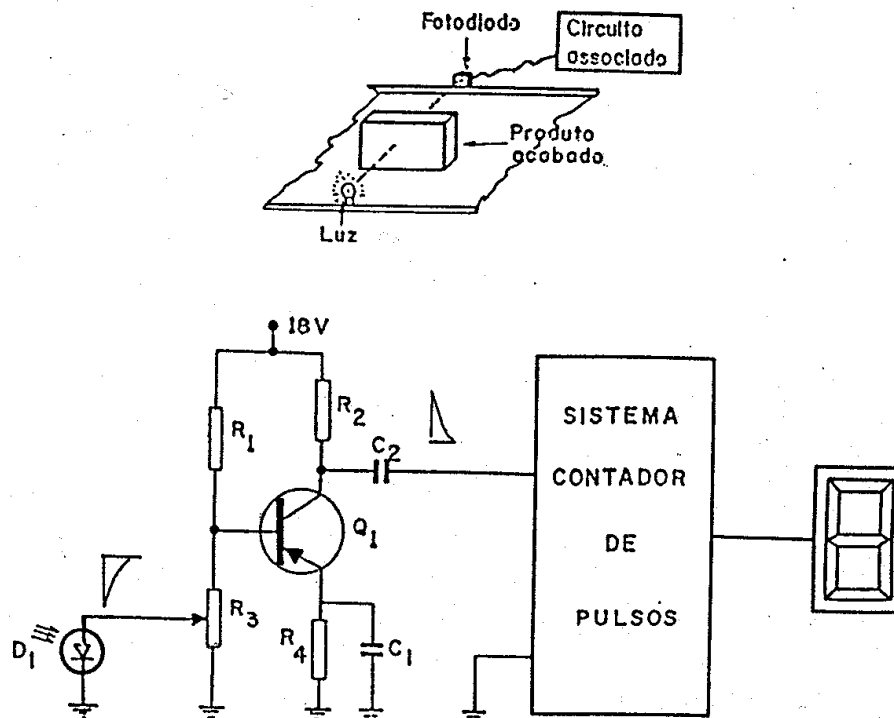 Fotodiodo
Circuito
associado
Produto
acabado
Luz
18V
R1
R2
C2
Q1
R3
D1
R4
C1
SISTEMA
CONTADOR
DE
PULSOS